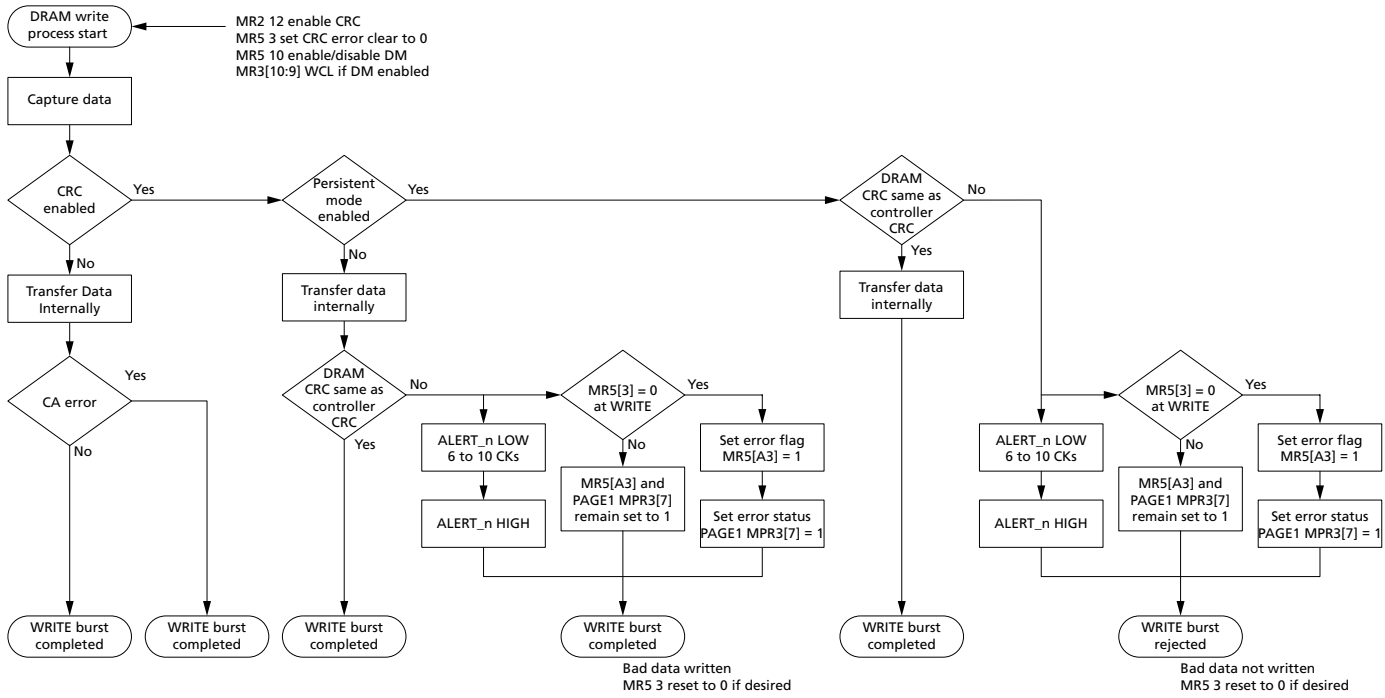 DRAM write
process start
MR2 12 enable CRC
MR5 3 set CRC error clear to 0
MR5 10 enable/disable DM
MR3[10:9] WCL if DM enabled
Capture data
CRC
enabled
Yes
No
Persistent
mode
enabled
Yes
No
DRAM
CRC same as
controller
CRC
No
Yes
Transfer Data
Internally
Transfer data
internally
Transfer data
internally
CA error
Yes
No
DRAM
CRC same as
controller
CRC
No
Yes
MR5[3] = 0
at WRITE
Yes
No
MR5[3] = 0
at WRITE
Yes
No
ALERT_n LOW
6 to 10 CKs
ALERT_n HIGH
MR5[A3] and
PAGE1 MPR3[7]
remain set to 1
Set error flag
MR5[A3] = 1
Set error status
PAGE1 MPR3[7] = 1
ALERT_n LOW
6 to 10 CKs
ALERT_n HIGH
MR5[A3] and
PAGE1 MPR3[7]
remain set to 1
Set error flag
MR5[A3] = 1
Set error status
PAGE1 MPR3[7] = 1
WRITE burst
completed
WRITE burst
completed
WRITE burst
completed
WRITE burst
completed
Bad data written
MR5 3 reset to 0 if desired
WRITE burst
completed
WRITE burst
rejected
Bad data not written
MR5 3 reset to 0 if desired